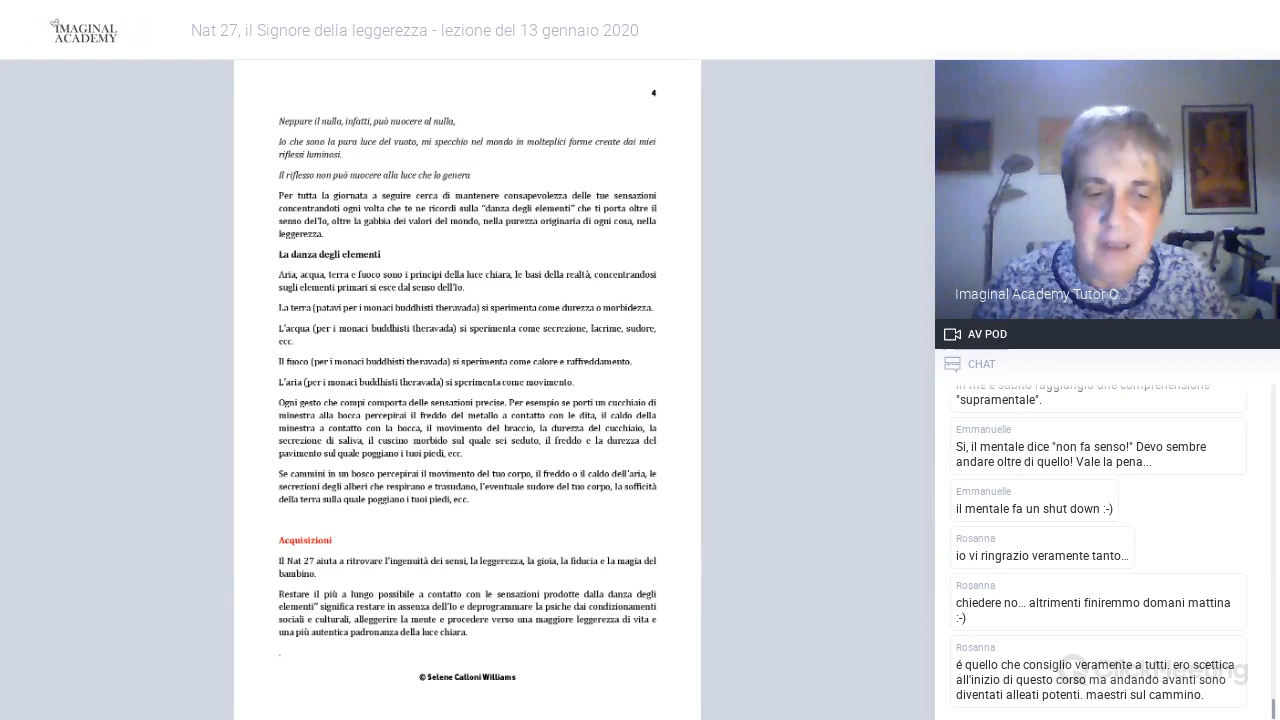 IMAGINAL
ACADEMY
Nat 27, il Signore della leggerezza - lezione del 13 gennaio 2020
4
Neppure il nulla, infatti, può nuocere al nulla,
Io che sono la pura luce del vuoto, mi specchio nel mondo in molteplici forme create dai miei
riflessi luminosi.
Il riflesso non può nuocere alla luce che lo genera
Per tutta la giornata a seguire cerca di mantenere consapevolezza delle tue sensazioni
concentrandoti ogni volta che te ne ricordi sulla "danza degli elementi" che ti porta oltre il
senso del'Io, oltre la gabbia dei valori del mondo, nella purezza originaria di ogni cosa, nella
leggerezza.
La danza degli elementi
Aria, acqua, terra e fuoco sono i principi della luce chiara, le basi della realtà, concentrandosi
sugli elementi primari si esce dal senso dell'Io.
La terra (patavi per i monaci buddhisti theravada) si sperimenta come durezza o morbidezza.
L'acqua (per i monaci buddhisti theravada) si sperimenta come secrezione, lacrime, sudore,
ecc.
Il fuoco (per i monaci buddhisti theravada) si sperimenta come calore e raffreddamento.
L'aria (per i monaci buddhisti theravada) si sperimenta come movimento.
Ogni gesto che compi comporta delle sensazioni precise. Per esempio se porti un cucchiaio di
minestra alla bocca percepirai il freddo del metallo a contatto con le dita, il caldo della
minestra a contatto con la bocca, il movimento del braccio, la durezza del cucchiaio, la
secrezione di saliva, il cuscino morbido sul quale sei seduto, il freddo e la durezza del
pavimento sul quale poggiano i tuoi piedi, ecc.
Se cammini in un bosco percepirai il movimento del tuo corpo, il freddo o il caldo dell'aria, le
secrezioni degli alberi che respirano e trasudano, l'eventuale sudore del tuo corpo, la sofficità
della terra sulla quale poggiano i tuoi piedi, ecc.
Acquisizioni
Il Nat 27 aiuta a ritrovare l'ingenuità dei sensi, la leggerezza, la gioia, la fiducia e la magia del
bambino.
Restare il più a lungo possibile a contatto con le sensazioni prodotte dalla danza degli
elementi" significa restare in assenza dell'Io e deprogrammare la psiche dai condizionamenti
sociali e culturali, alleggerire la mente e procedere verso una maggiore leggerezza di vita e
una più autentica padronanza della luce chiara.
.
© Selene Calloni Williams
Imaginal Academy Tutor O...
AV POD
CHAT
in me e subito raggiungo una comprensione
"supramentale".
Emmanuelle
Si, il mentale dice "non fa senso!" Devo sembre
andare oltre di quello! Vale la pena...
Emmanuelle
il mentale fa un shut down :-)
Rosanna
io vi ringrazio veramente tanto...
Rosanna
chiedere no... altrimenti finiremmo domani mattina
:-)
Rosanna
é quello che consiglio veramente a tutti. ero scettica
all'inizio di questo corso ma andando avanti sono
diventati alleati potenti. maestri sul cammino.
ClickMeeting